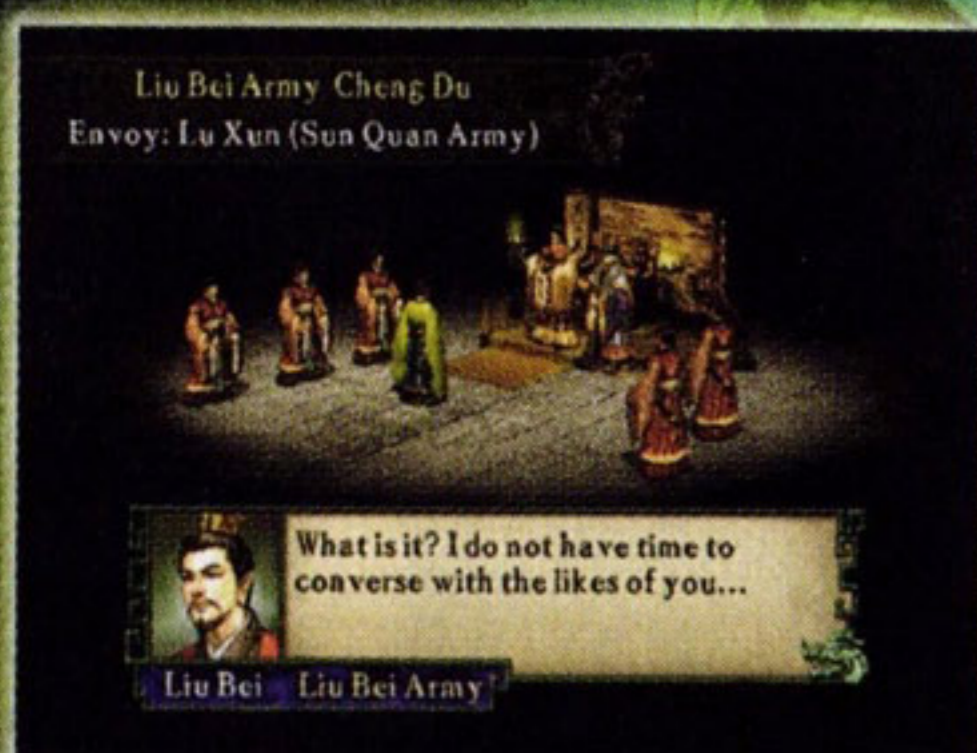 Liu Bei Army Cheng Du
Envoy: Lu Xun (Sun Quan Army)
What is it? I do not have time to
converse with the likes of you...
Liu Bei Liu Bei Army